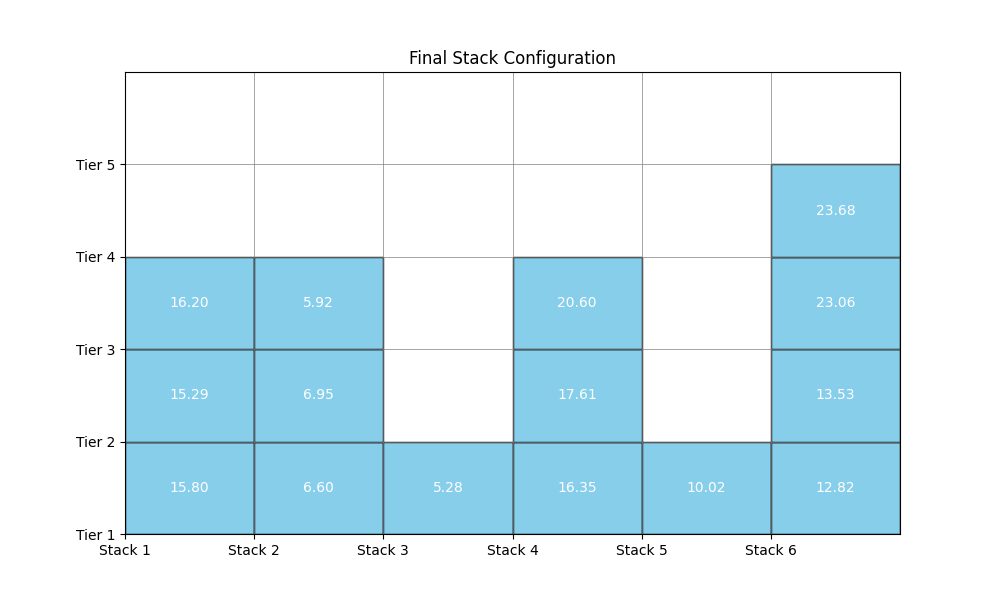 Final Stack Configuration
Tier 5
23.68
Tier 4
16.20 5.92 20.60 23.06
Tier 3
15.29 6.95 17.61 13.53
Tier 2
15.80 6.60 5.28 16.35 10.02 12.82
Tier 1
Stack 1 Stack 2 Stack 3 Stack 4 Stack 5 Stack 6